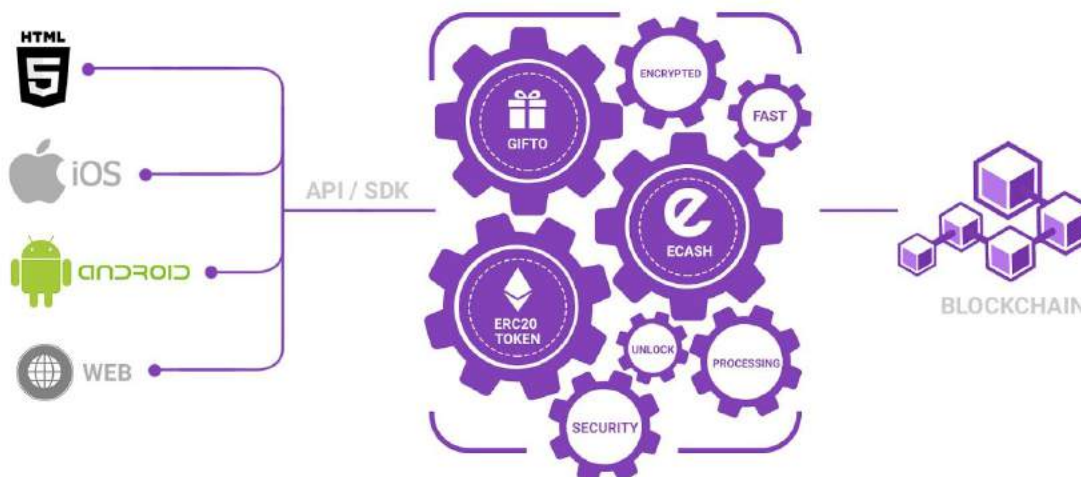 HTML
5
iOS
ANDROID
WEB
API / SDK
GIFTO
ENCRYPTED
FAST
ECASH
ERC20
TOKEN
UNLOCK
PROCESSING
SECURITY
BLOCKCHAIN